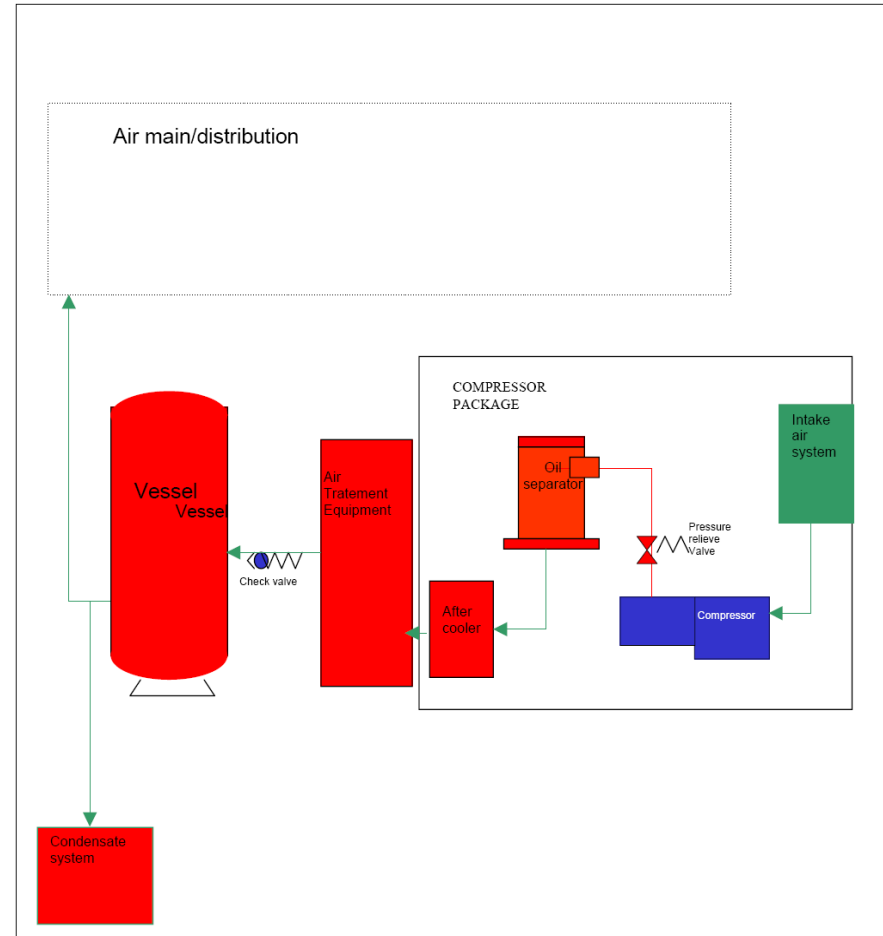 Air main/distribution
COMPRESSOR
PACKAGE
Intake
air
system
Oil
separator
Air
Tratement
Equipment
Vessel
Vessel
Pressure
relieve
Valve
Check valve
After
cooler
Compressor
Condensate
system